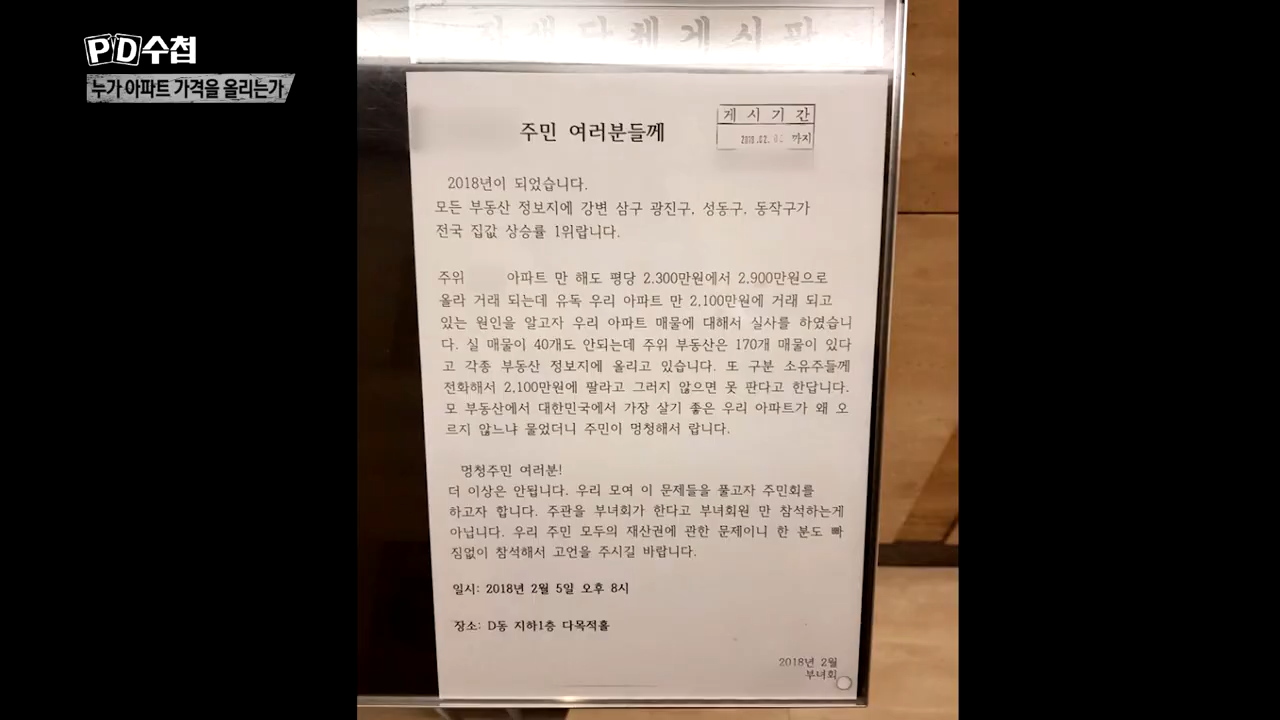 PD수첩
누가 아파트 가격을 올리는가
자생단체게시판
게 시 기 간
까지
주민 여러분들께
2018년이 되었습니다.
모든 부동산 정보지에 강변 삼구 광진구, 성동구, 동작구가
전국 집값 상승률 1위랍니다.
주위 아파트 만 해도 평당 2.300만원에서 2.900만원으로
올라 거래 되는데 유독 우리 아파트 만 2,100만원에 거래 되고
있는 원인을 알고자 우리 아파트 매물에 대해서 실사를 하였습니
다. 실 매물이 40개도 안되는데 주위 부동산은 170개 매물이 있다
고 각종 부동산 정보지에 올리고 있습니다. 또 구분 소유주들께
전화해서 2,100만원에 팔라고 그러지 않으면 못 판다고 한답니다.
모 부동산에서 대한민국에서 가장 살기 좋은 우리 아파트가 왜 오
르지 않느냐 물었더니 주민이 멍청해서 랍니다.
멍청주민 여러분!
더 이상은 안됩니다. 우리 모여 이 문제들을 풀고자 주민회를
하고자 합니다. 주관을 부녀회가 한다고 부녀회원 만 참석하는게
아닙니다. 우리 주민 모두의 재산권에 관한 문제이니 한 분도 빠
짐없이 참석해서 고언을 주시길 바랍니다.
일시: 2018년 2월 5일 오후 8시
장소: D동 지하1층 다목적홀
2018년 2월
부녀회